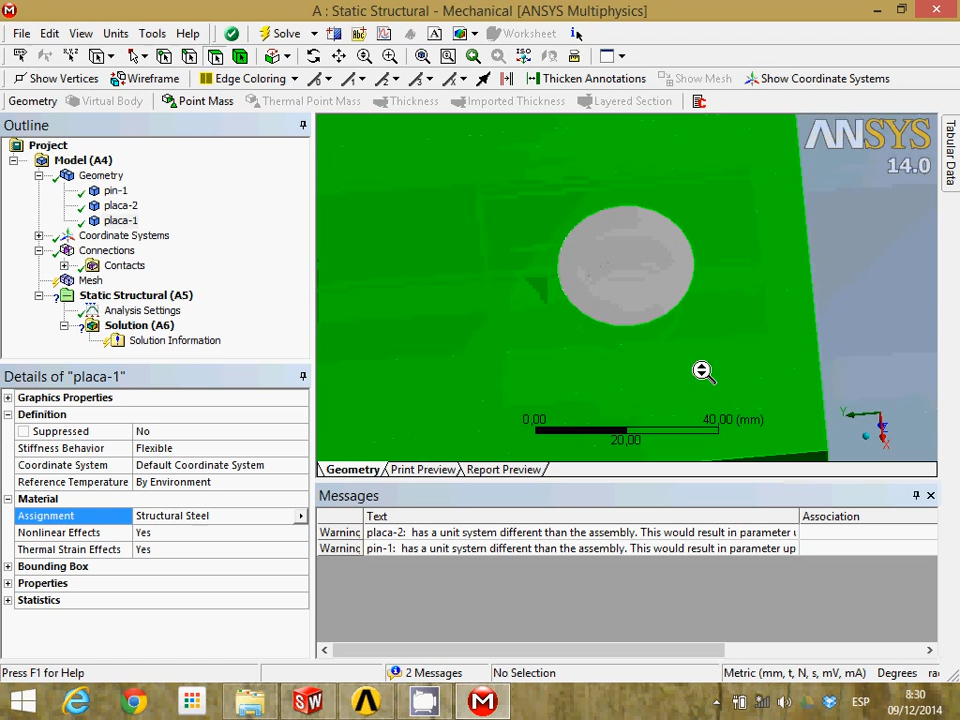 A : Static Structural - Mechanical [ANSYS Multiphysics]
File Edit View Units Tools Help Solve Worksheet
Show Vertices Wireframe Edge Coloring Thicken Annotations Show Mesh Show Coordinate Systems
Geometry Virtual Body Point Mass Thermal Point Mass Thickness Imported Thickness Layered Section
Outline
Project
Model (A4)
Geometry
pin-1
placa-2
placa-1
Coordinate Systems
Connections
Contacts
Mesh
Static Structural (A5)
Analysis Settings
Solution (A6)
Solution Information
Details of "placa-1"
Graphics Properties
Definition
Suppressed No
Stiffness Behavior Flexible
Coordinate System Default Coordinate System
Reference Temperature By Environment
Material
Assignment Structural Steel
Nonlinear Effects Yes
Thermal Strain Effects Yes
Bounding Box
Properties
Statistics
ANSYS
14.0
Tabular Data
0,00 40,00 (mm)
20,00
Y
Z
X
Geometry Print Preview Report Preview
Messages
Text Association
Warning placa-2: has a unit system different than the assembly. This would result in parameter u
Warning pin-1: has a unit system different than the assembly. This would result in parameter up
Press F1 for Help 2 Messages No Selection Metric (mm, t, N, s, mV, mA) Degrees ra
ESP
8:30
09/12/2014